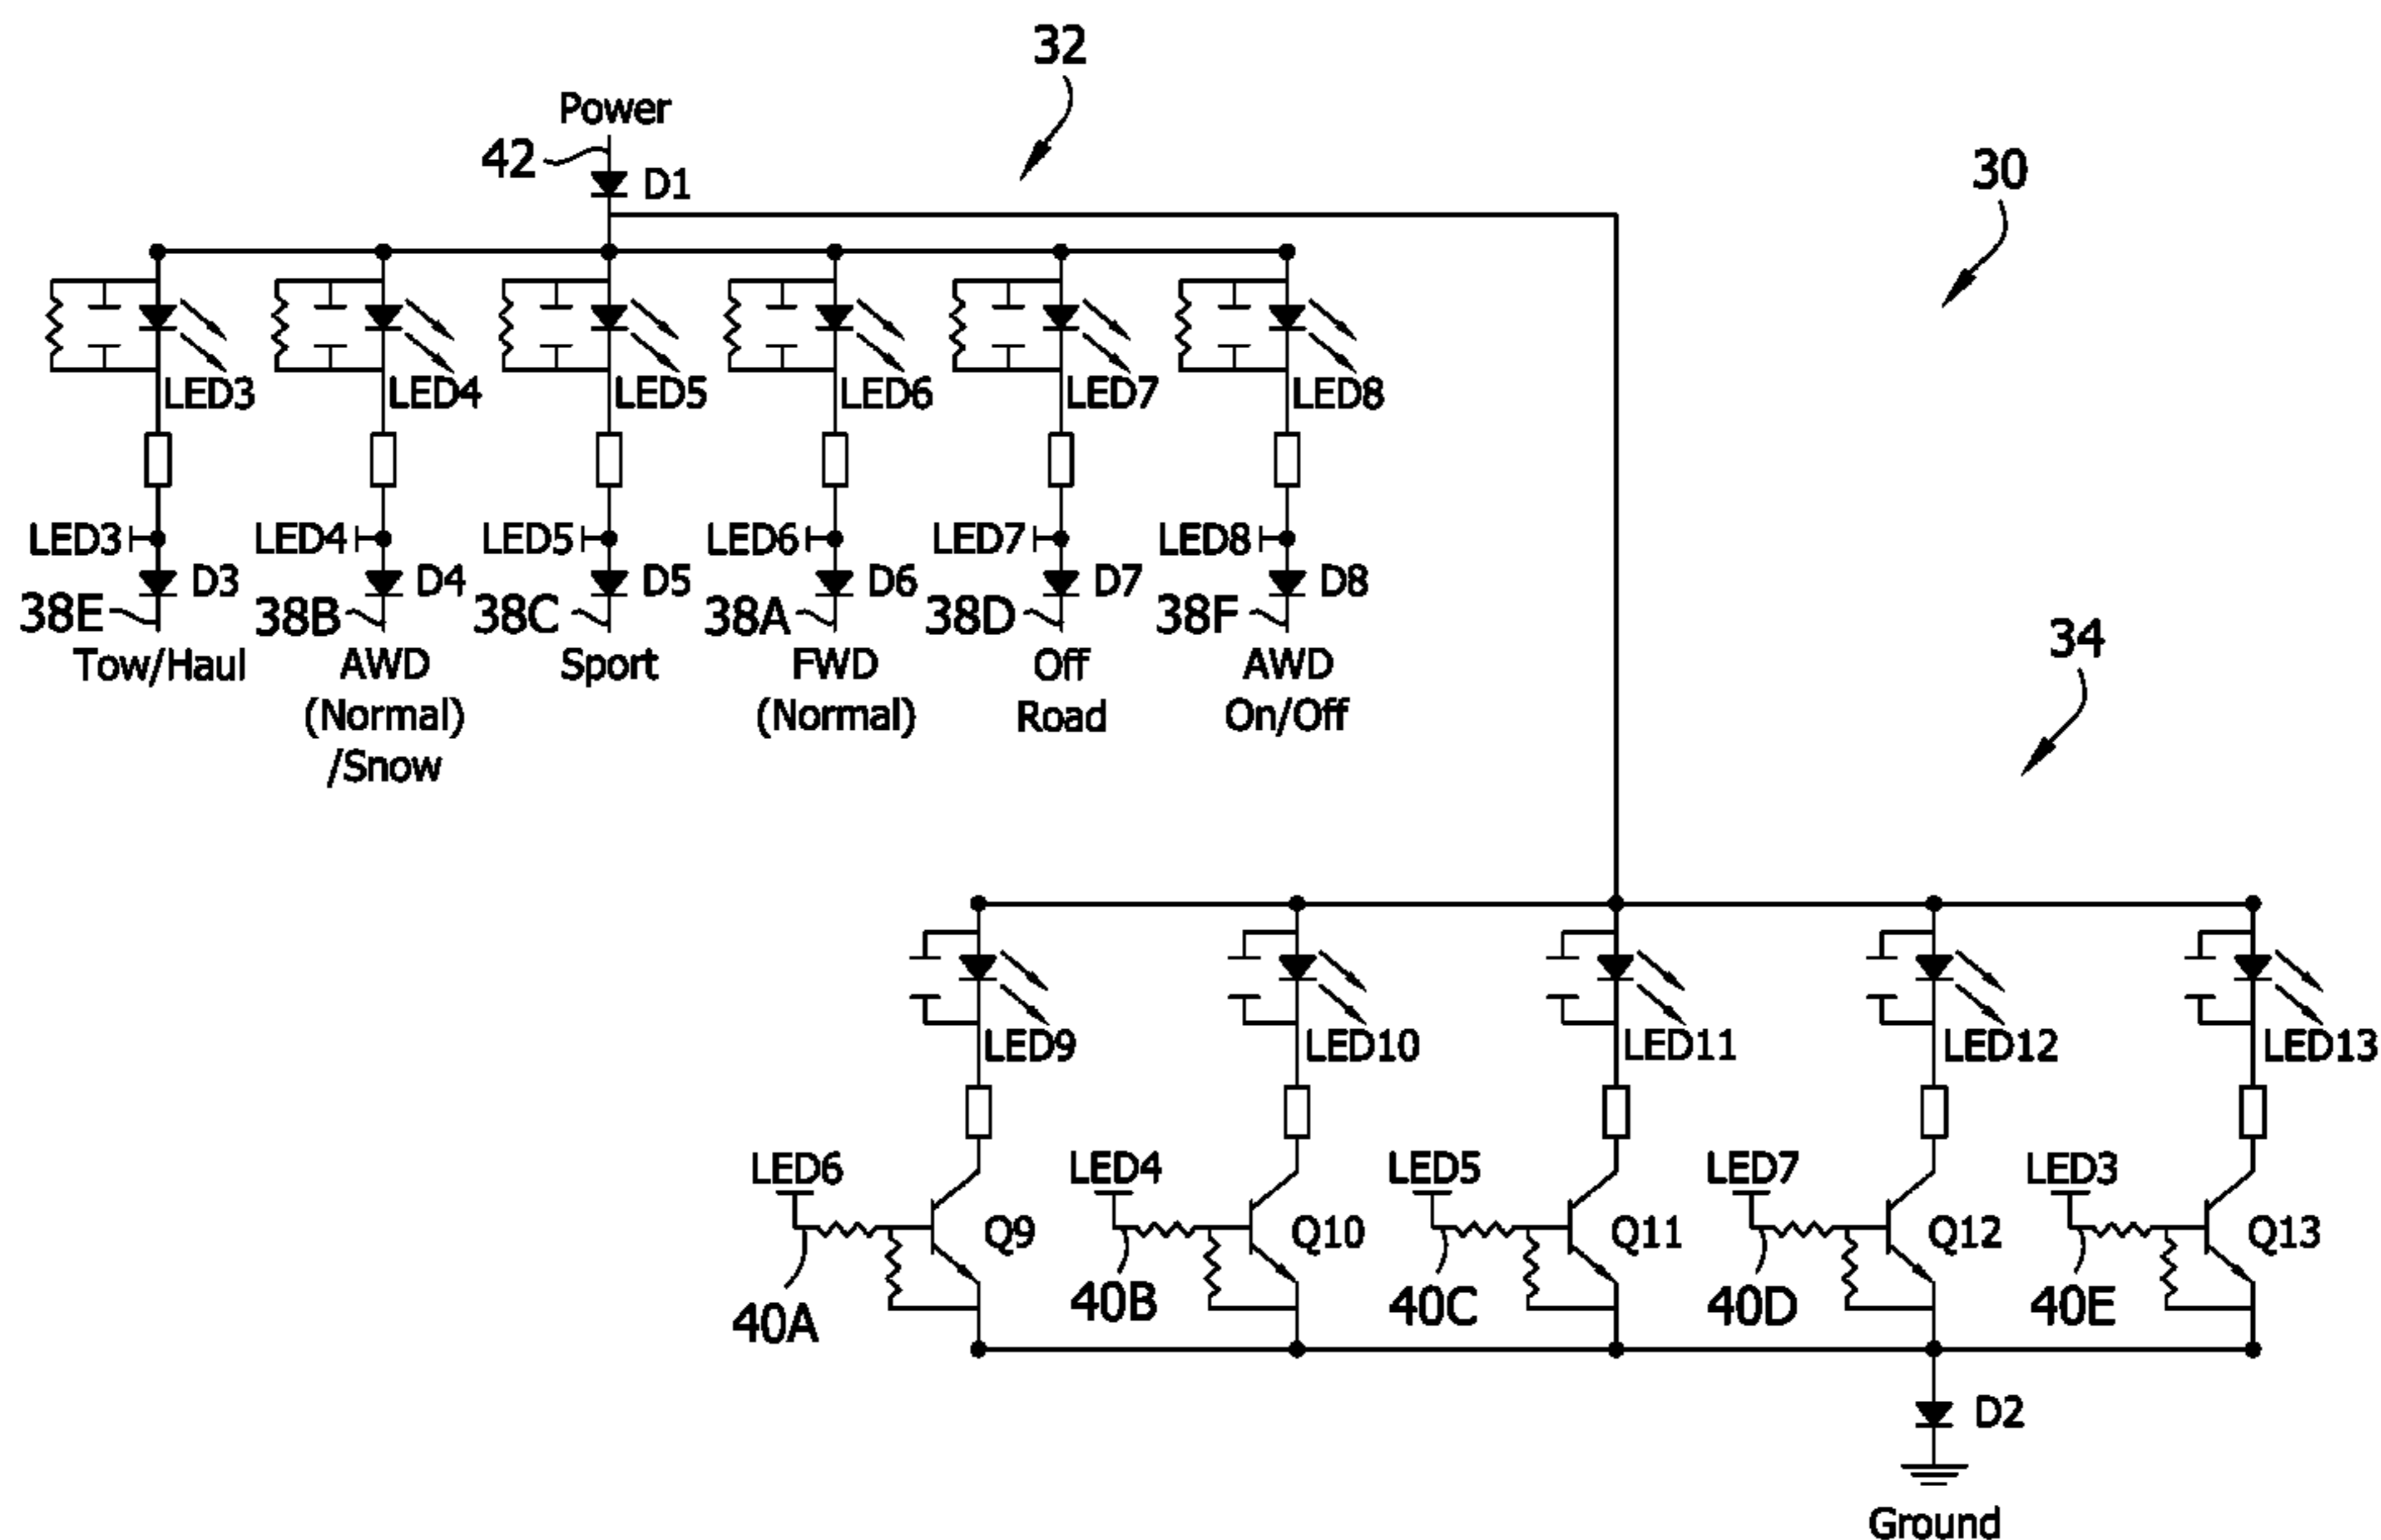 32
Power
42
D1
30
LED3
LED4
LED5
LED6
LED7
LED8
LED3
LED4
LED5
LED6
LED7
LED8
D3
D4
D5
D6
D7
D8
38E
38B
38C
38A
38D
38F
Tow/Haul
AWD
(Normal)
/Snow
Sport
FWD
(Normal)
Off
Road
AWD
On/Off
34
LED9
LED10
LED11
LED12
LED13
LED6
LED4
LED5
LED7
LED3
Q9
Q10
Q11
Q12
Q13
40A
40B
40C
40D
40E
D2
Ground